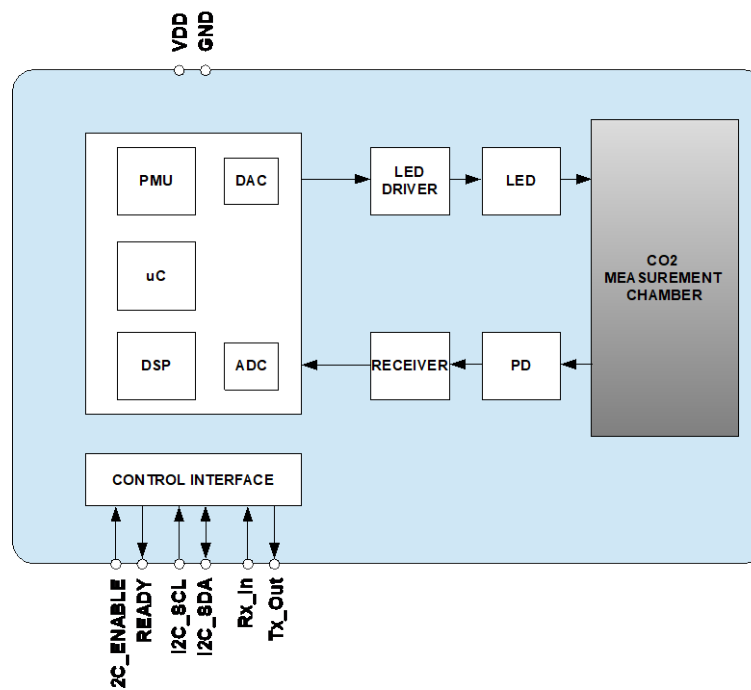 VDD
GND
PMU
DAC
LED
DRIVER
LED
uC
CO2
MEASUREMENT
CHAMBER
DSP
ADC
RECEIVER
PD
CONTROL INTERFACE
2C_ENABLE
READY
I2C_SCL
I2C_SDA
Rx_In
Tx_Out